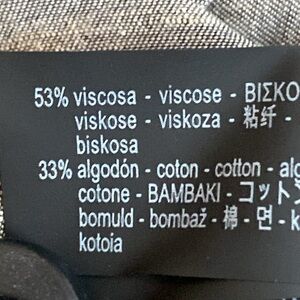 53% viscosa - viscose - ΒΙΣΚΟ
viskose - viskoza - 粘纤 -
biskosa
33% algodón - coton - cotton - alg
cotone - BAMBAKI - コットン
bomuld - bombaž - 棉 - 면 - k
kotoia